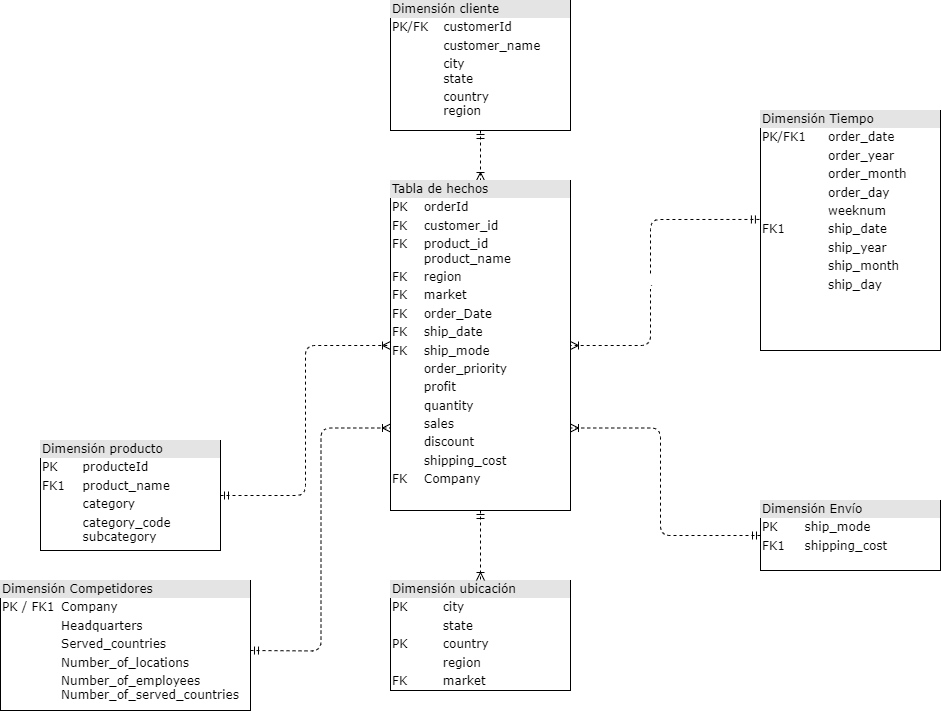 Dimensión cliente
PK/FK customerId
customer_name
city
state
country
region
Dimensión Tiempo
PK/FK1 order_date
order_year
order_month
order_day
weeknum
FK1 ship_date
ship_year
ship_month
ship_day
Tabla de hechos
PK orderId
FK customer_id
FK product_id
product_name
FK region
FK market
FK order_Date
FK ship_date
FK ship_mode
order_priority
profit
quantity
sales
discount
shipping_cost
FK Company
Dimensión producto
PK producteId
FK1 product_name
category
category_code
subcategory
Dimensión Envío
PK ship_mode
FK1 shipping_cost
Dimensión Competidores
PK / FK1 Company
Headquarters
Served_countries
Number_of_locations
Number_of_employees
Number_of_served_countries
Dimensión ubicación
PK city
state
PK country
region
FK market